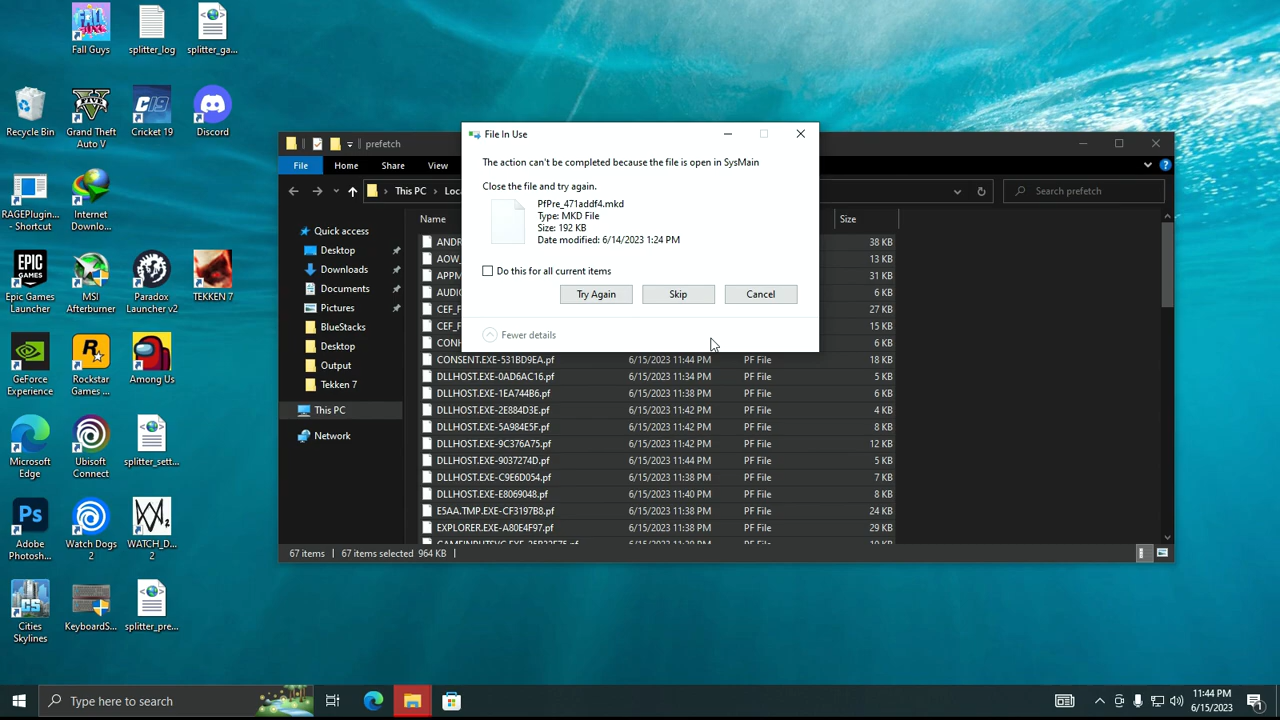 Fall Guys
splitter_log
splitter_ga...
Recycle Bin
Grand Theft
Auto V
Cricket 19
Discord
RAGEPlugin...
- Shortcut
Internet
Downlo...
Epic Games
Launcher
MSI
Afterburner
Paradox
Launcher v2
TEKKEN 7
GeForce
Experience
Rockstar
Games ...
Among Us
Microsoft
Edge
Ubisoft
Connect
splitter_sett...
Adobe
Photosh...
Watch Dogs
2
WATCH_D...
2
Cities
Skylines
KeyboardS...
splitter_pre...
prefetch
File
Home
Share
View
This PC
Loca
Search prefetch
Quick access
Desktop
Downloads
Documents
Pictures
BlueStacks
Desktop
Output
Tekken 7
This PC
Network
Name
Size
ANDR
38 KB
AOW_
13 KB
APPM
31 KB
AUDIO
6 KB
CEF_F
27 KB
CEF_F
15 KB
CONH
6 KB
CONSENT.EXE-531BD9EA.pf 6/15/2023 11:44 PM PF File 18 KB
DLLHOST.EXE-0AD6AC16.pf 6/15/2023 11:34 PM PF File 5 KB
DLLHOST.EXE-1EA744B6.pf 6/15/2023 11:38 PM PF File 6 KB
DLLHOST.EXE-2E884D3E.pf 6/15/2023 11:42 PM PF File 4 KB
DLLHOST.EXE-5A984E5F.pf 6/15/2023 11:42 PM PF File 8 KB
DLLHOST.EXE-9C376A75.pf 6/15/2023 11:42 PM PF File 12 KB
DLLHOST.EXE-9037274D.pf 6/15/2023 11:44 PM PF File 5 KB
DLLHOST.EXE-C9E6D054.pf 6/15/2023 11:38 PM PF File 7 KB
DLLHOST.EXE-E8069048.pf 6/15/2023 11:40 PM PF File 8 KB
E5AA.TMP.EXE-CF3197B8.pf 6/15/2023 11:38 PM PF File 24 KB
EXPLORER.EXE-A80E4F97.pf 6/15/2023 11:38 PM PF File 29 KB
67 items
67 items selected 964 KB
File In Use
The action can't be completed because the file is open in SysMain
Close the file and try again.
PfPre_471addf4.mkd
Type: MKD File
Size: 192 KB
Date modified: 6/14/2023 1:24 PM
Do this for all current items
Try Again
Skip
Cancel
Fewer details
Type here to search
11:44 PM
6/15/2023